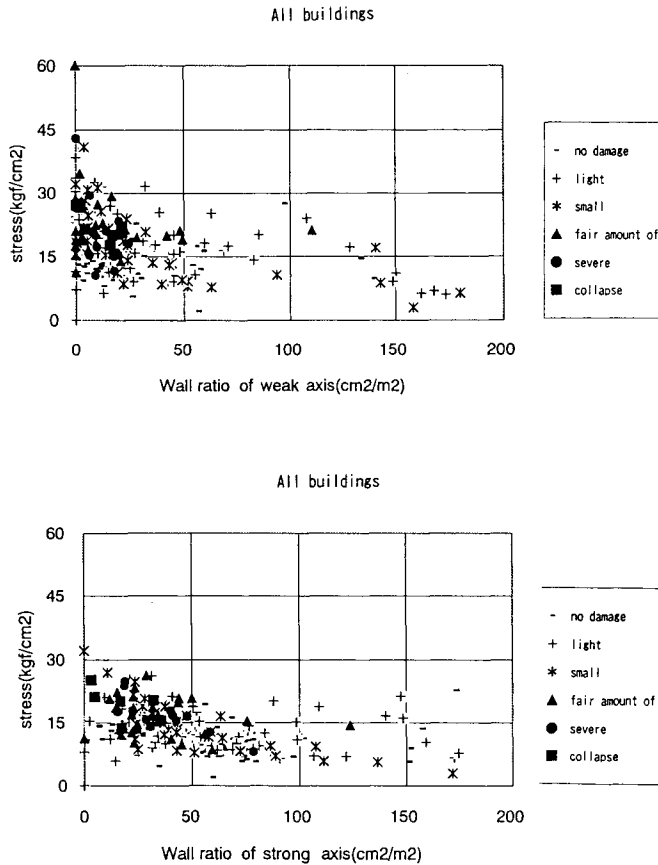 All buildings
60
45
30
15
0
stress(kgf/cm2)
0 50 100 150 200
Wall ratio of weak axis(cm2/m2)
no damage
light
small
fair amount of
severe
collapse
All buildings
60
45
30
15
0
stress(kgf/cm2)
0 50 100 150 200
Wall ratio of strong axis(cm2/m2)
no damage
light
small
fair amount of
severe
collapse